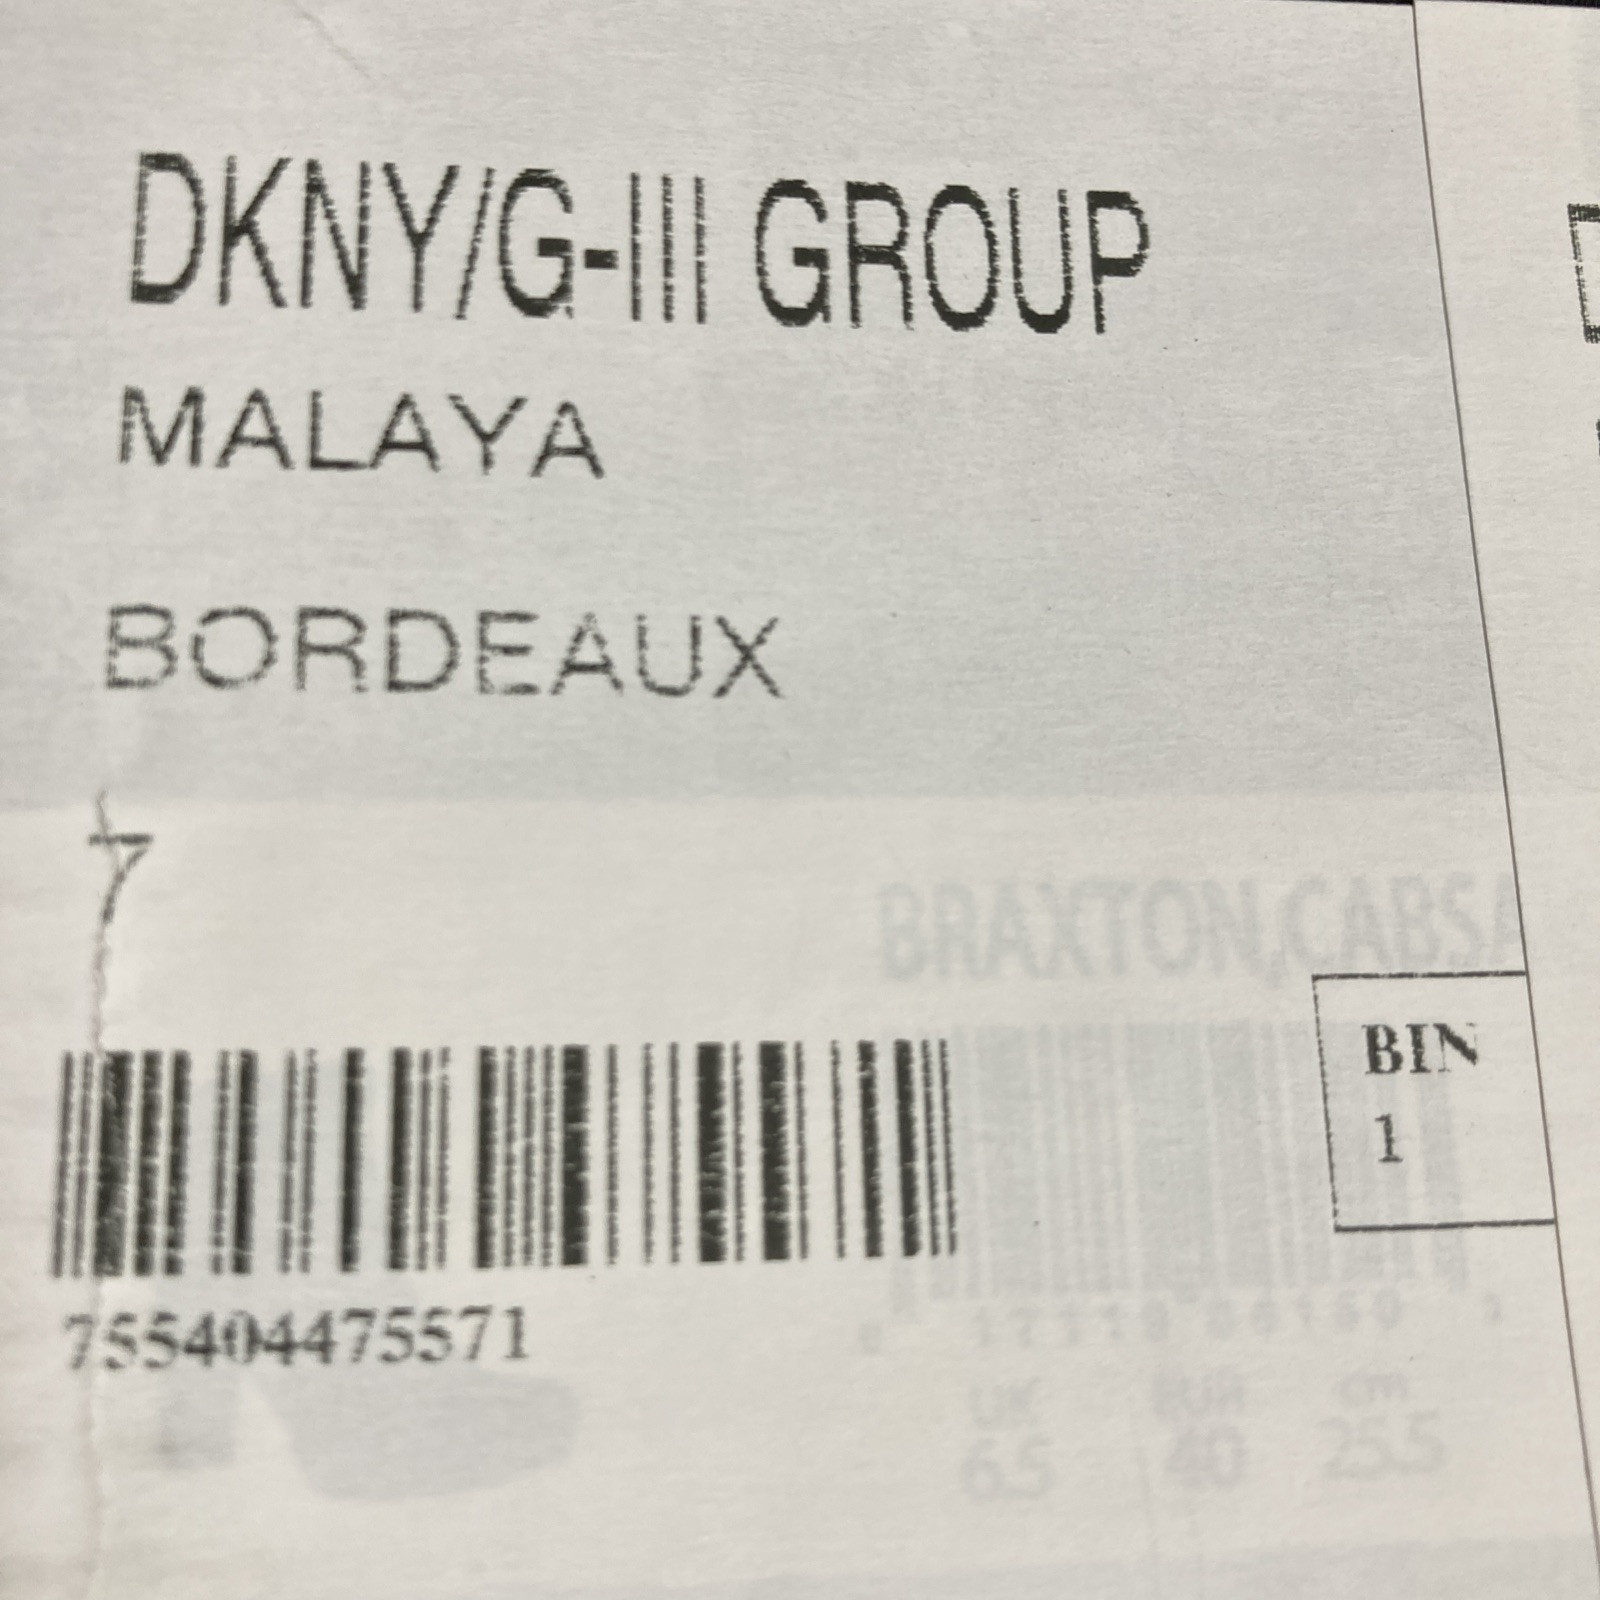 DKNY/G-III GROUP
MALAYA
BORDEAUX
7
BRAXTON,CABSA
BIN
1
755404475571
UK EUR cm
6.5 40 25.5